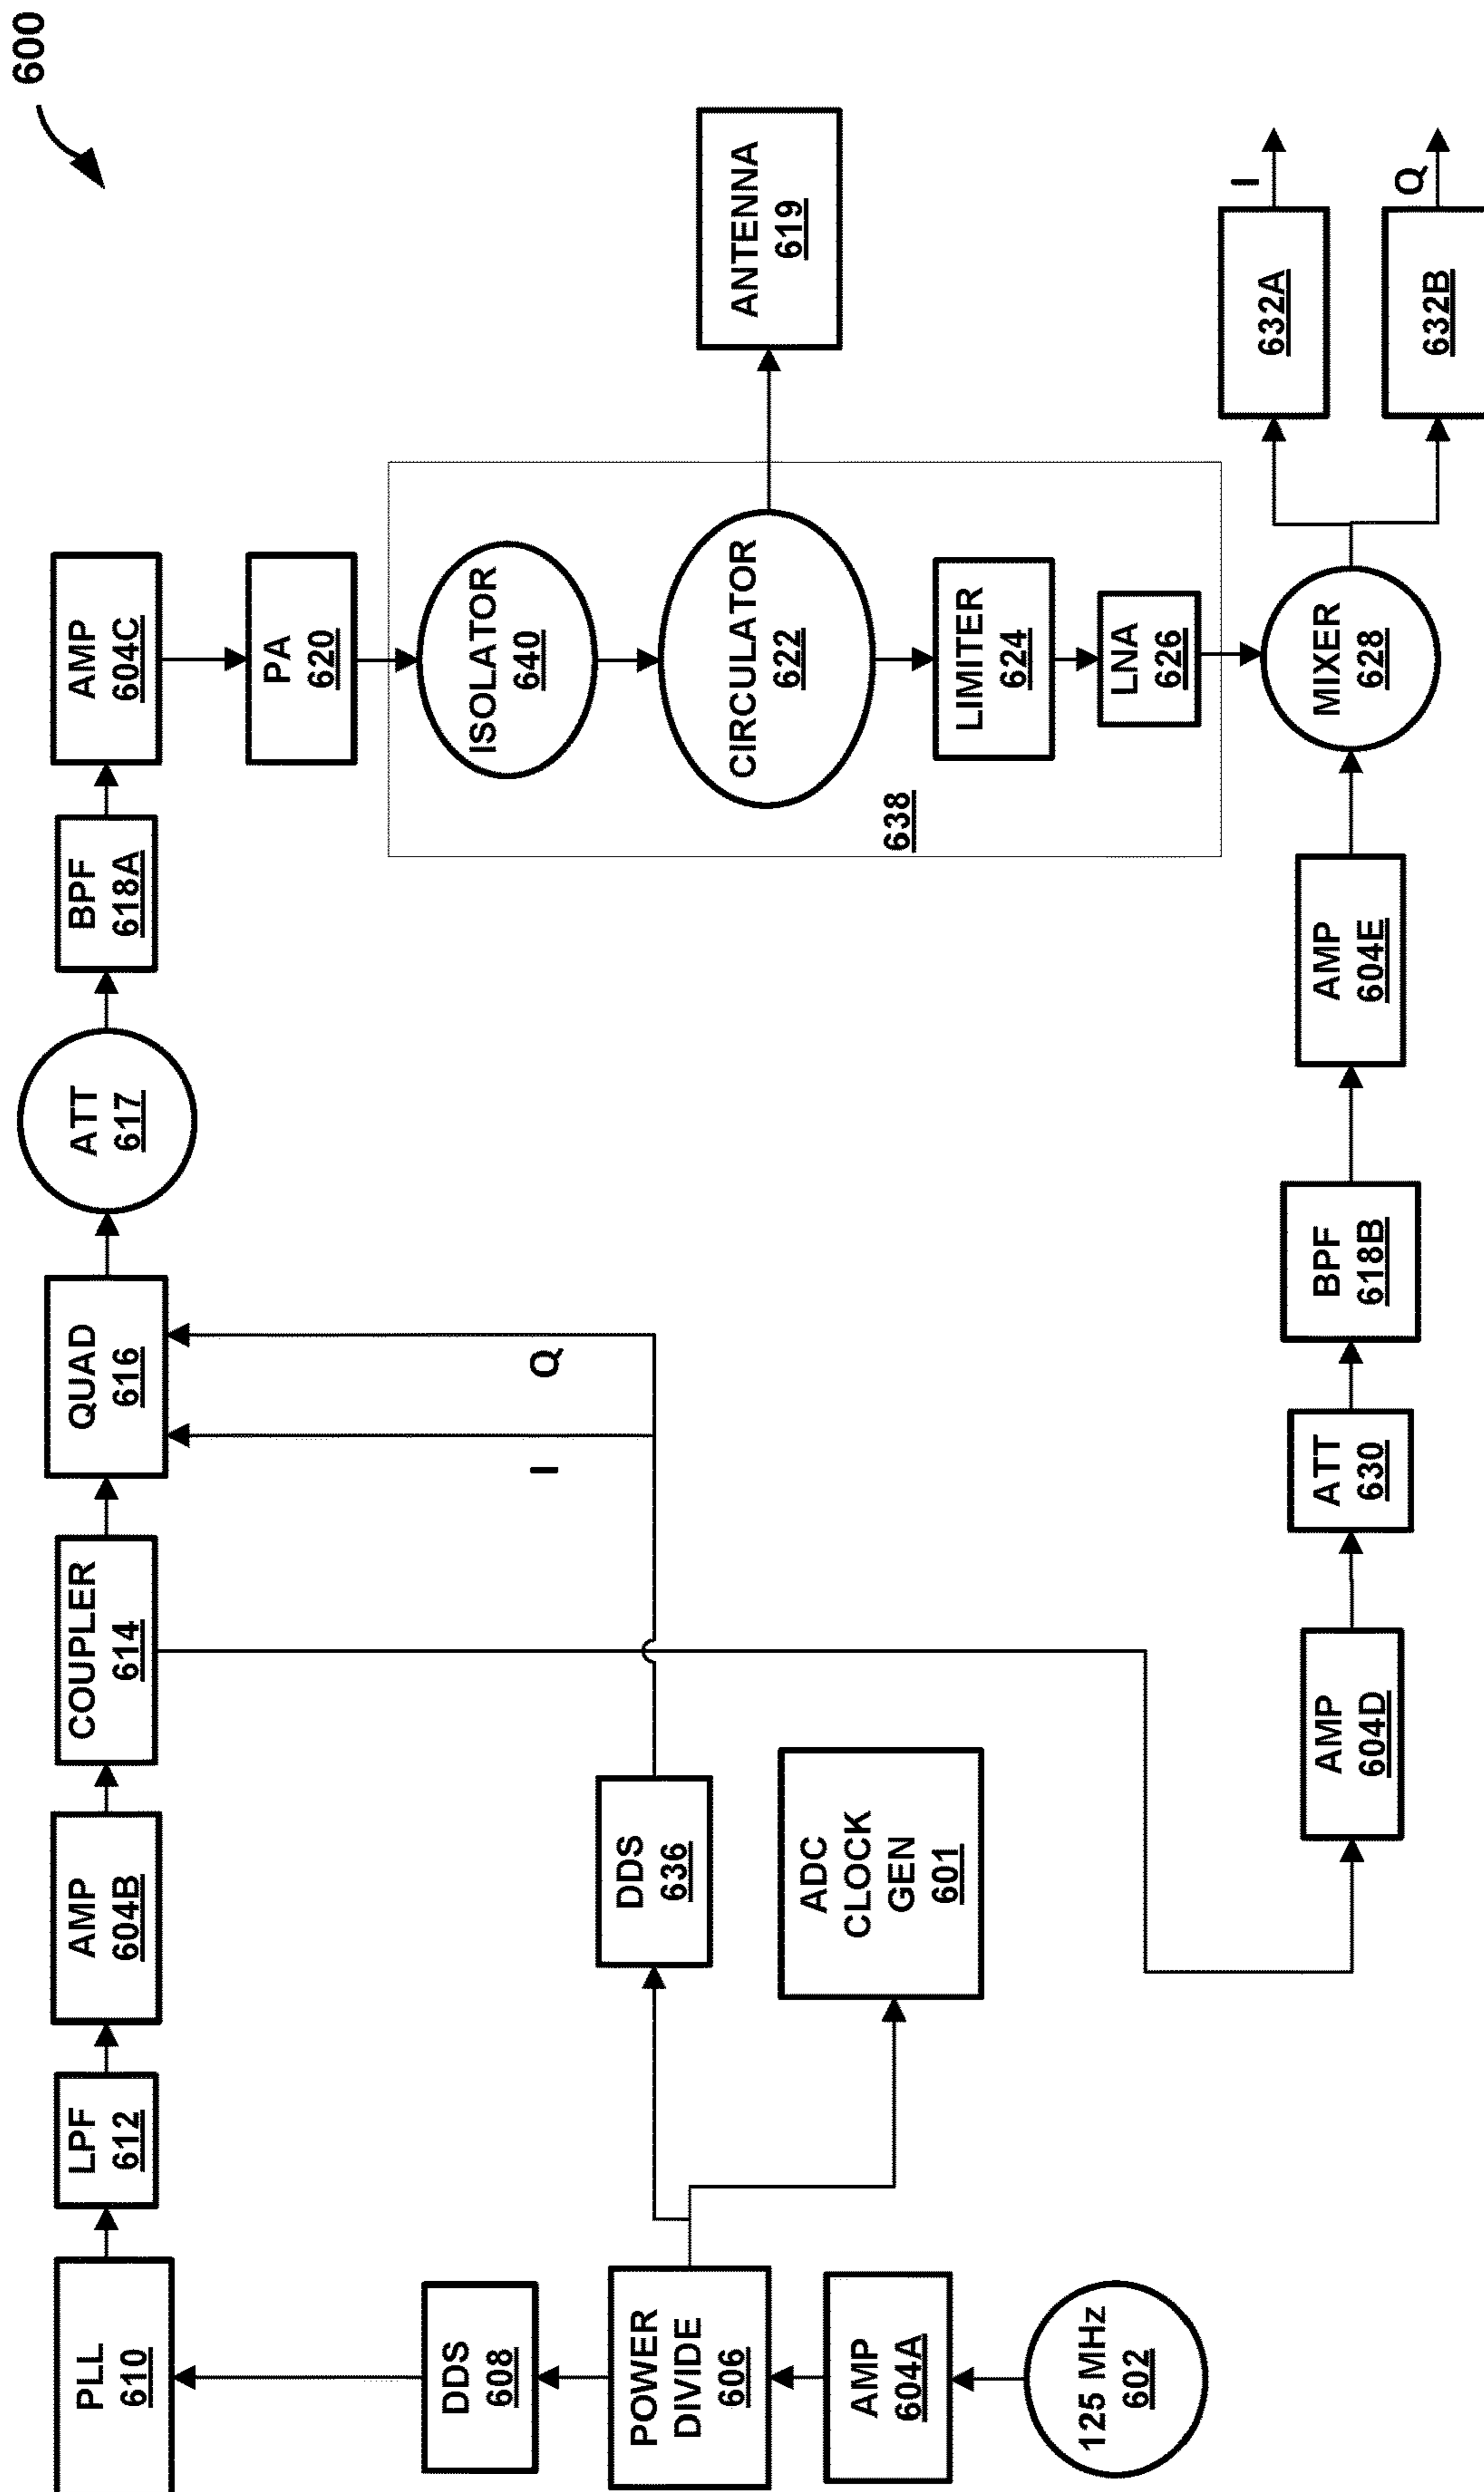 600
PLL
610
LPF
612
AMP
604B
COUPLER
614
QUAD
616
ATT
617
BPF
618A
AMP
604C
PA
620
DDS
608
I
Q
ISOLATOR
640
POWER
DIVIDE
606
DDS
636
CIRCULATOR
622
ANTENNA
619
AMP
604A
ADC
CLOCK
GEN
601
638
LIMITER
624
LNA
626
125 MHz
602
AMP
604D
ATT
630
BPF
618B
AMP
604E
MIXER
628
632A
I
632B
Q